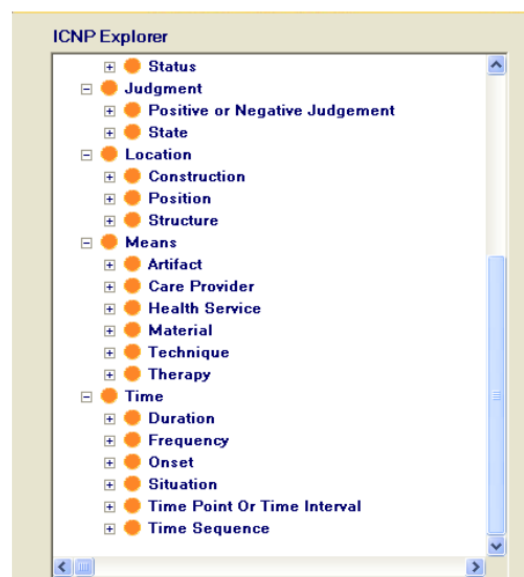 ICNP Explorer
Status
Judgment
Positive or Negative Judgement
State
Location
Construction
Position
Structure
Means
Artifact
Care Provider
Health Service
Material
Technique
Therapy
Time
Duration
Frequency
Onset
Situation
Time Point Or Time Interval
Time Sequence